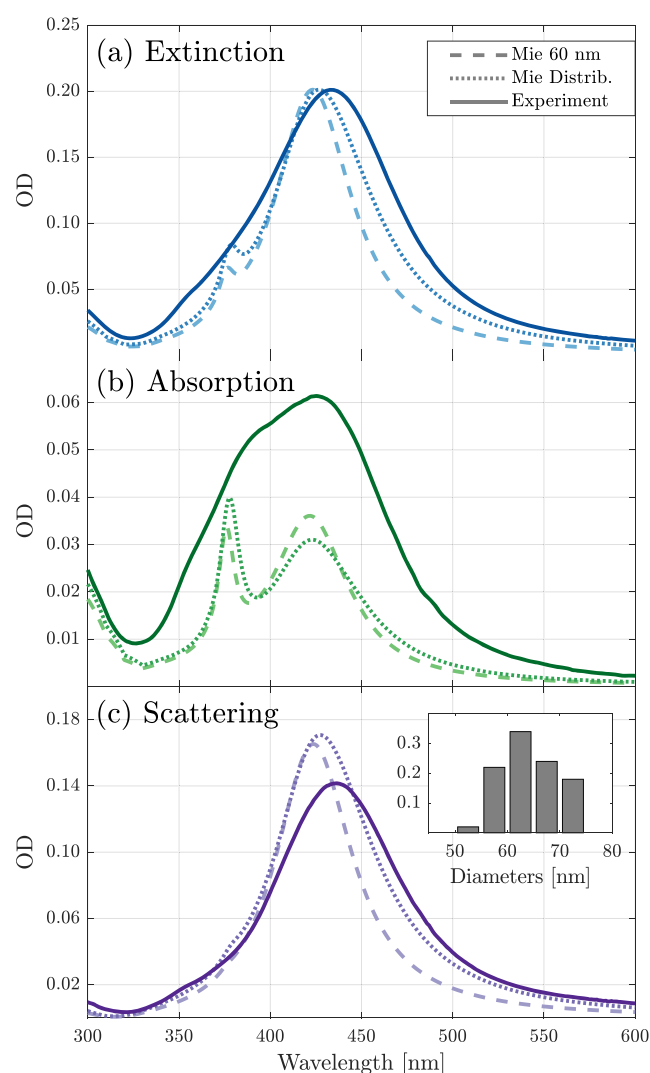 (a) Extinction
Mie 60 nm
Mie Distrib.
Experiment
OD
0.25
0.20
0.15
0.10
0.05
(b) Absorption
OD
0.06
0.05
0.04
0.03
0.02
0.01
(c) Scattering
OD
0.18
0.14
0.10
0.06
0.02
0.3
0.2
0.1
50 60 70 80
Diameters [nm]
300 350 400 450 500 550 600
Wavelength [nm]